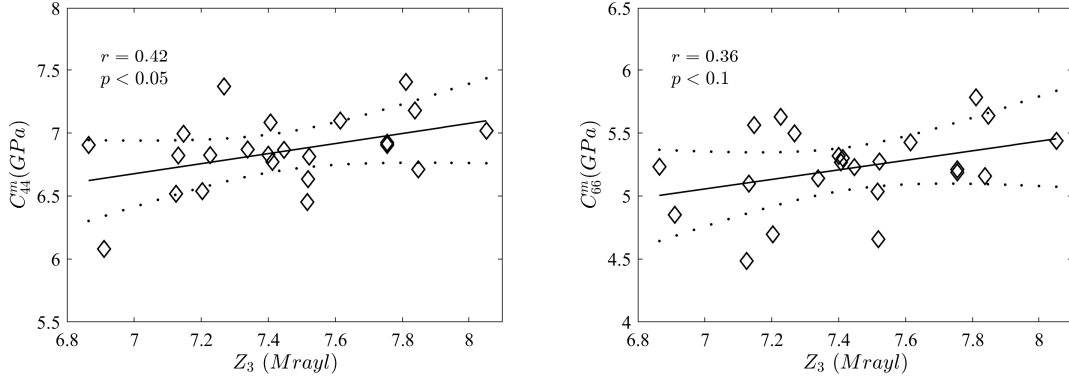 8
7.5
7
6.5
6
5.5
C^m_44 (GPa)
r = 0.42
p < 0.05
6.8 7 7.2 7.4 7.6 7.8 8
Z_3 (Mrayl)
6.5
6
5.5
5
4.5
4
C^m_66 (GPa)
r = 0.36
p < 0.1
6.8 7 7.2 7.4 7.6 7.8 8
Z_3 (Mrayl)